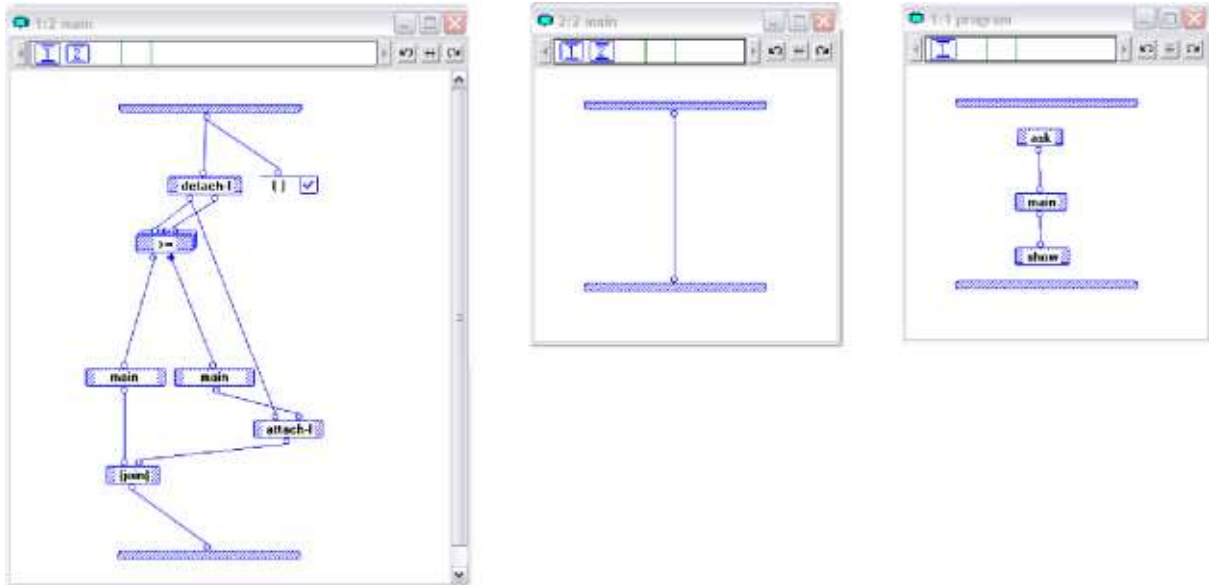 1:2 main
detach-l
( )
>=
main main
attach-l
(join)
2:2 main
1:1 program
ask
main
show